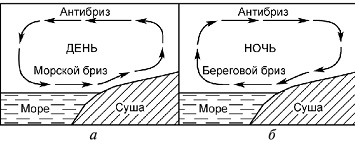 Антибриз
ДЕНЬ
Морской бриз
Море
Суша
а
Антибриз
НОЧЬ
Береговой бриз
Море
Суша
б